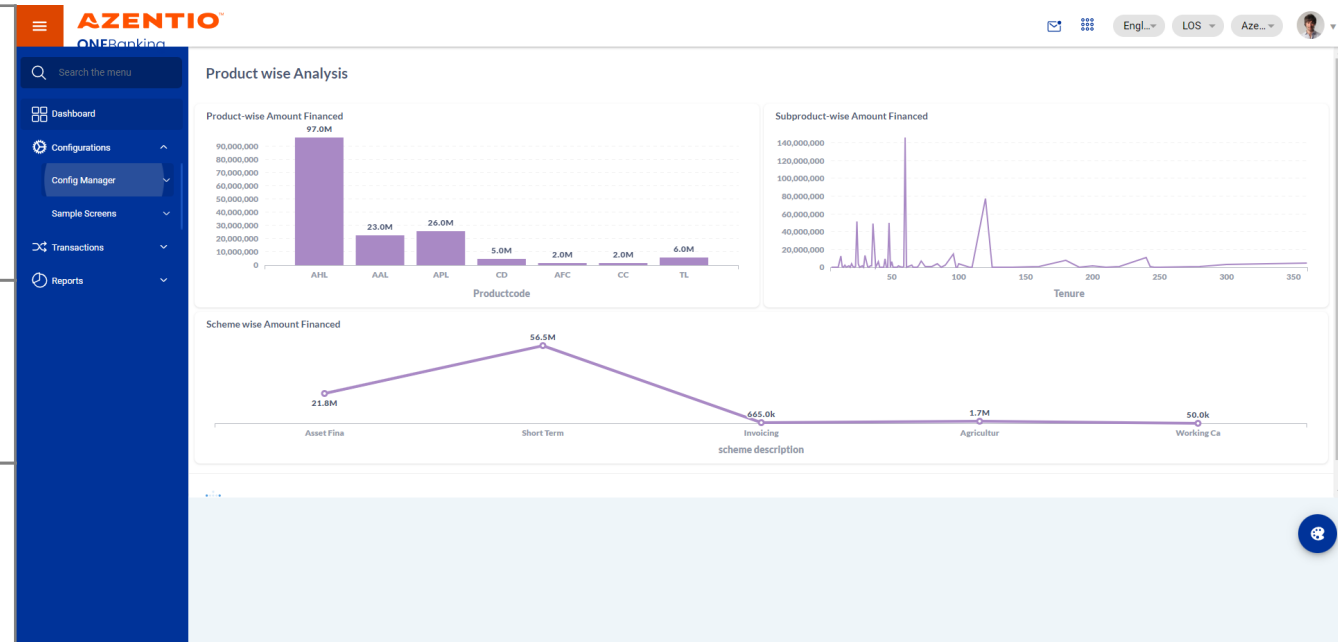 AZENTIO™
ONEBanking
Engl...
LOS
Aze...
Search the menu
Dashboard
Configurations
Config Manager
Sample Screens
Transactions
Reports
Product wise Analysis
Product-wise Amount Financed
97.0M
90,000,000
80,000,000
70,000,000
60,000,000
50,000,000
40,000,000
30,000,000
20,000,000
10,000,000
0
23.0M
26.0M
5.0M
2.0M
2.0M
6.0M
AHL AAL APL CD AFC CC TL
Productcode
Subproduct-wise Amount Financed
140,000,000
120,000,000
100,000,000
80,000,000
60,000,000
40,000,000
20,000,000
0
50 100 150 200 250 300 350
Tenure
Scheme wise Amount Financed
56.5M
21.8M
665.0k
1.7M
50.0k
Asset Fina Short Term Invoicing Agricultur Working Ca
scheme description